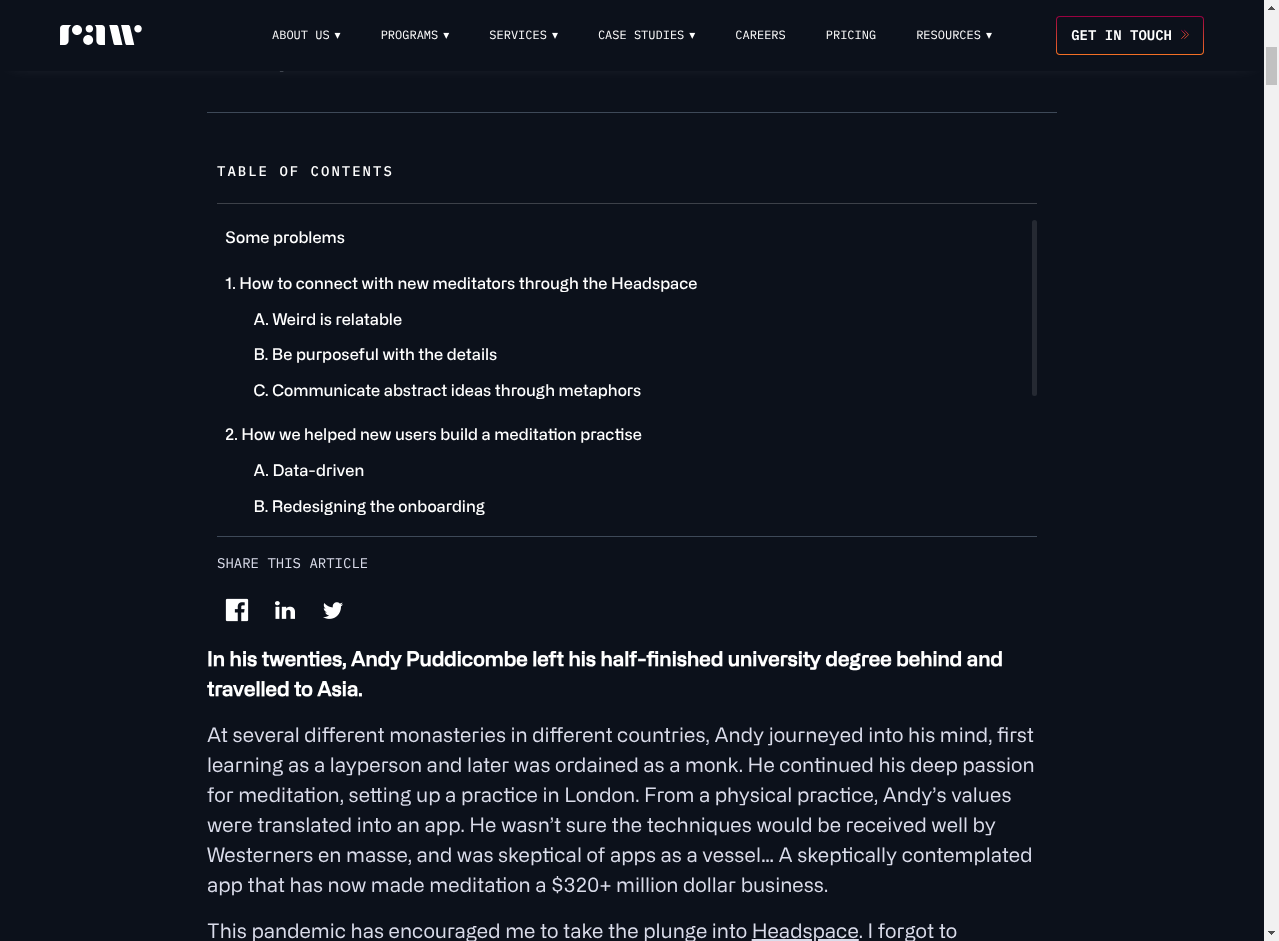 raw
ABOUT US ▾
PROGRAMS ▾
SERVICES ▾
CASE STUDIES ▾
CAREERS
PRICING
RESOURCES ▾
GET IN TOUCH
TABLE OF CONTENTS
Some problems
1. How to connect with new meditators through the Headspace
A. Weird is relatable
B. Be purposeful with the details
C. Communicate abstract ideas through metaphors
2. How we helped new users build a meditation practise
A. Data-driven
B. Redesigning the onboarding
SHARE THIS ARTICLE
In his twenties, Andy Puddicombe left his half-finished university degree behind and
travelled to Asia.
At several different monasteries in different countries, Andy journeyed into his mind, first
learning as a layperson and later was ordained as a monk. He continued his deep passion
for meditation, setting up a practice in London. From a physical practice, Andy's values
were translated into an app. He wasn't sure the techniques would be received well by
Westerners en masse, and was skeptical of apps as a vessel... A skeptically contemplated
app that has now made meditation a $320+ million dollar business.
This pandemic has encouraged me to take the plunge into Headspace. I forgot to